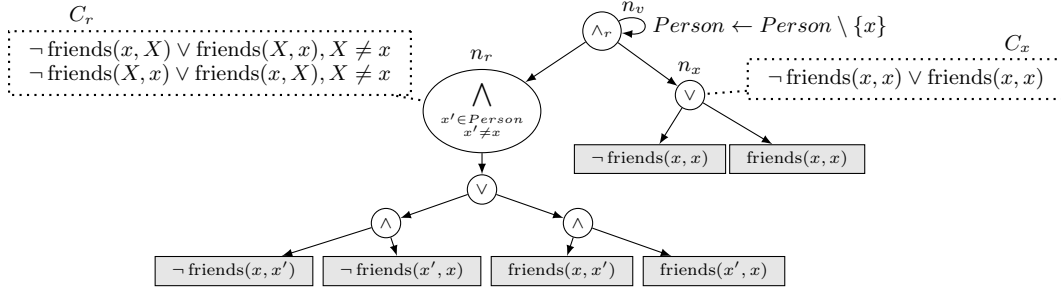 C_r
¬ friends(x, X) ∨ friends(X, x), X ≠ x
¬ friends(X, x) ∨ friends(x, X), X ≠ x
n_v
∧_r
Person ← Person \ {x}
n_r
⋀
x′∈Person
x′≠x
n_x
∨
C_x
¬ friends(x, x) ∨ friends(x, x)
¬ friends(x, x)
friends(x, x)
∨
∧
∧
¬ friends(x, x′)
¬ friends(x′, x)
friends(x, x′)
friends(x′, x)